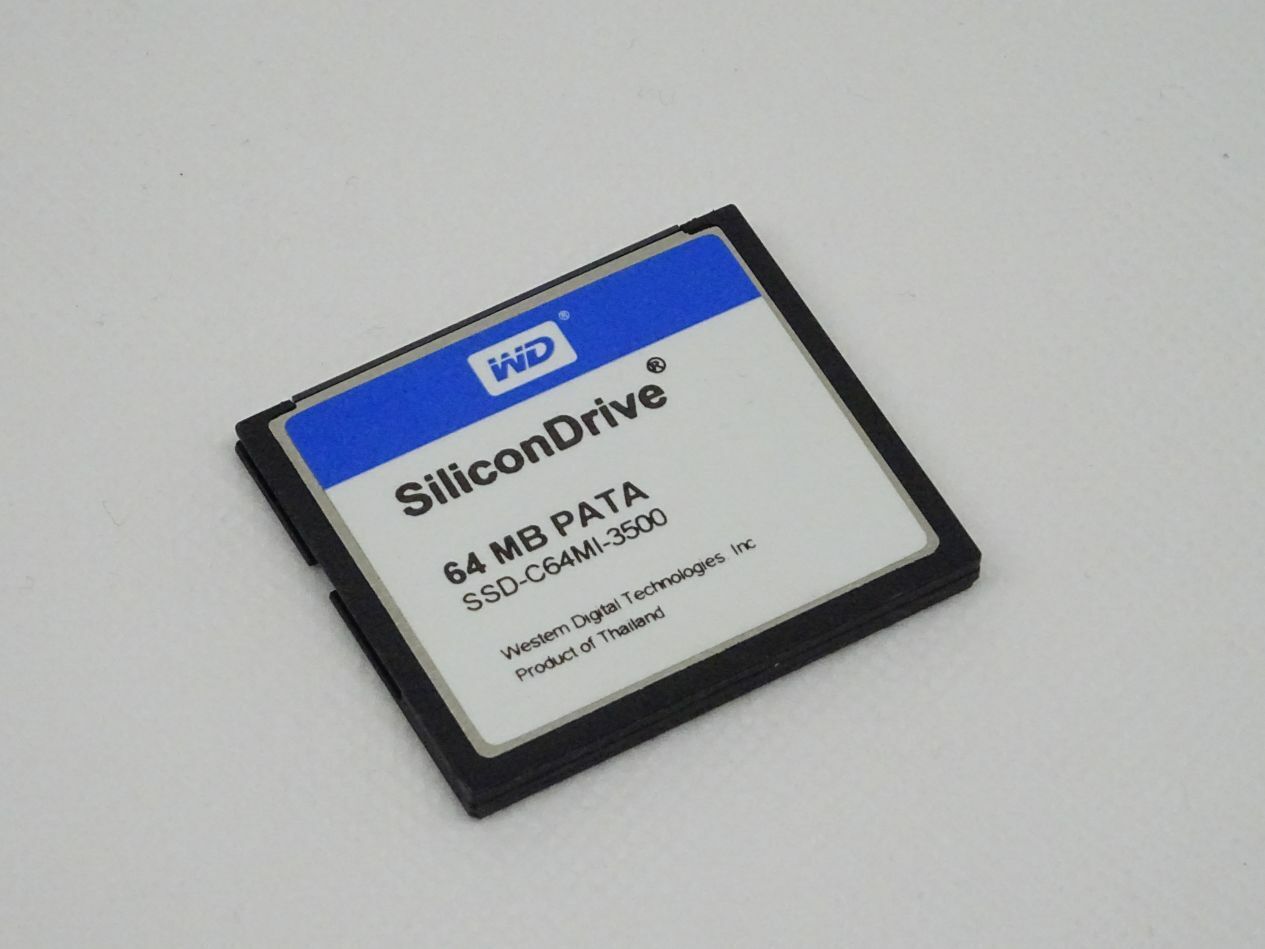 WD®
SiliconDrive®
64 MB PATA
SSD-C64MI-3500
Western Digital Technologies, Inc
Product of Thailand